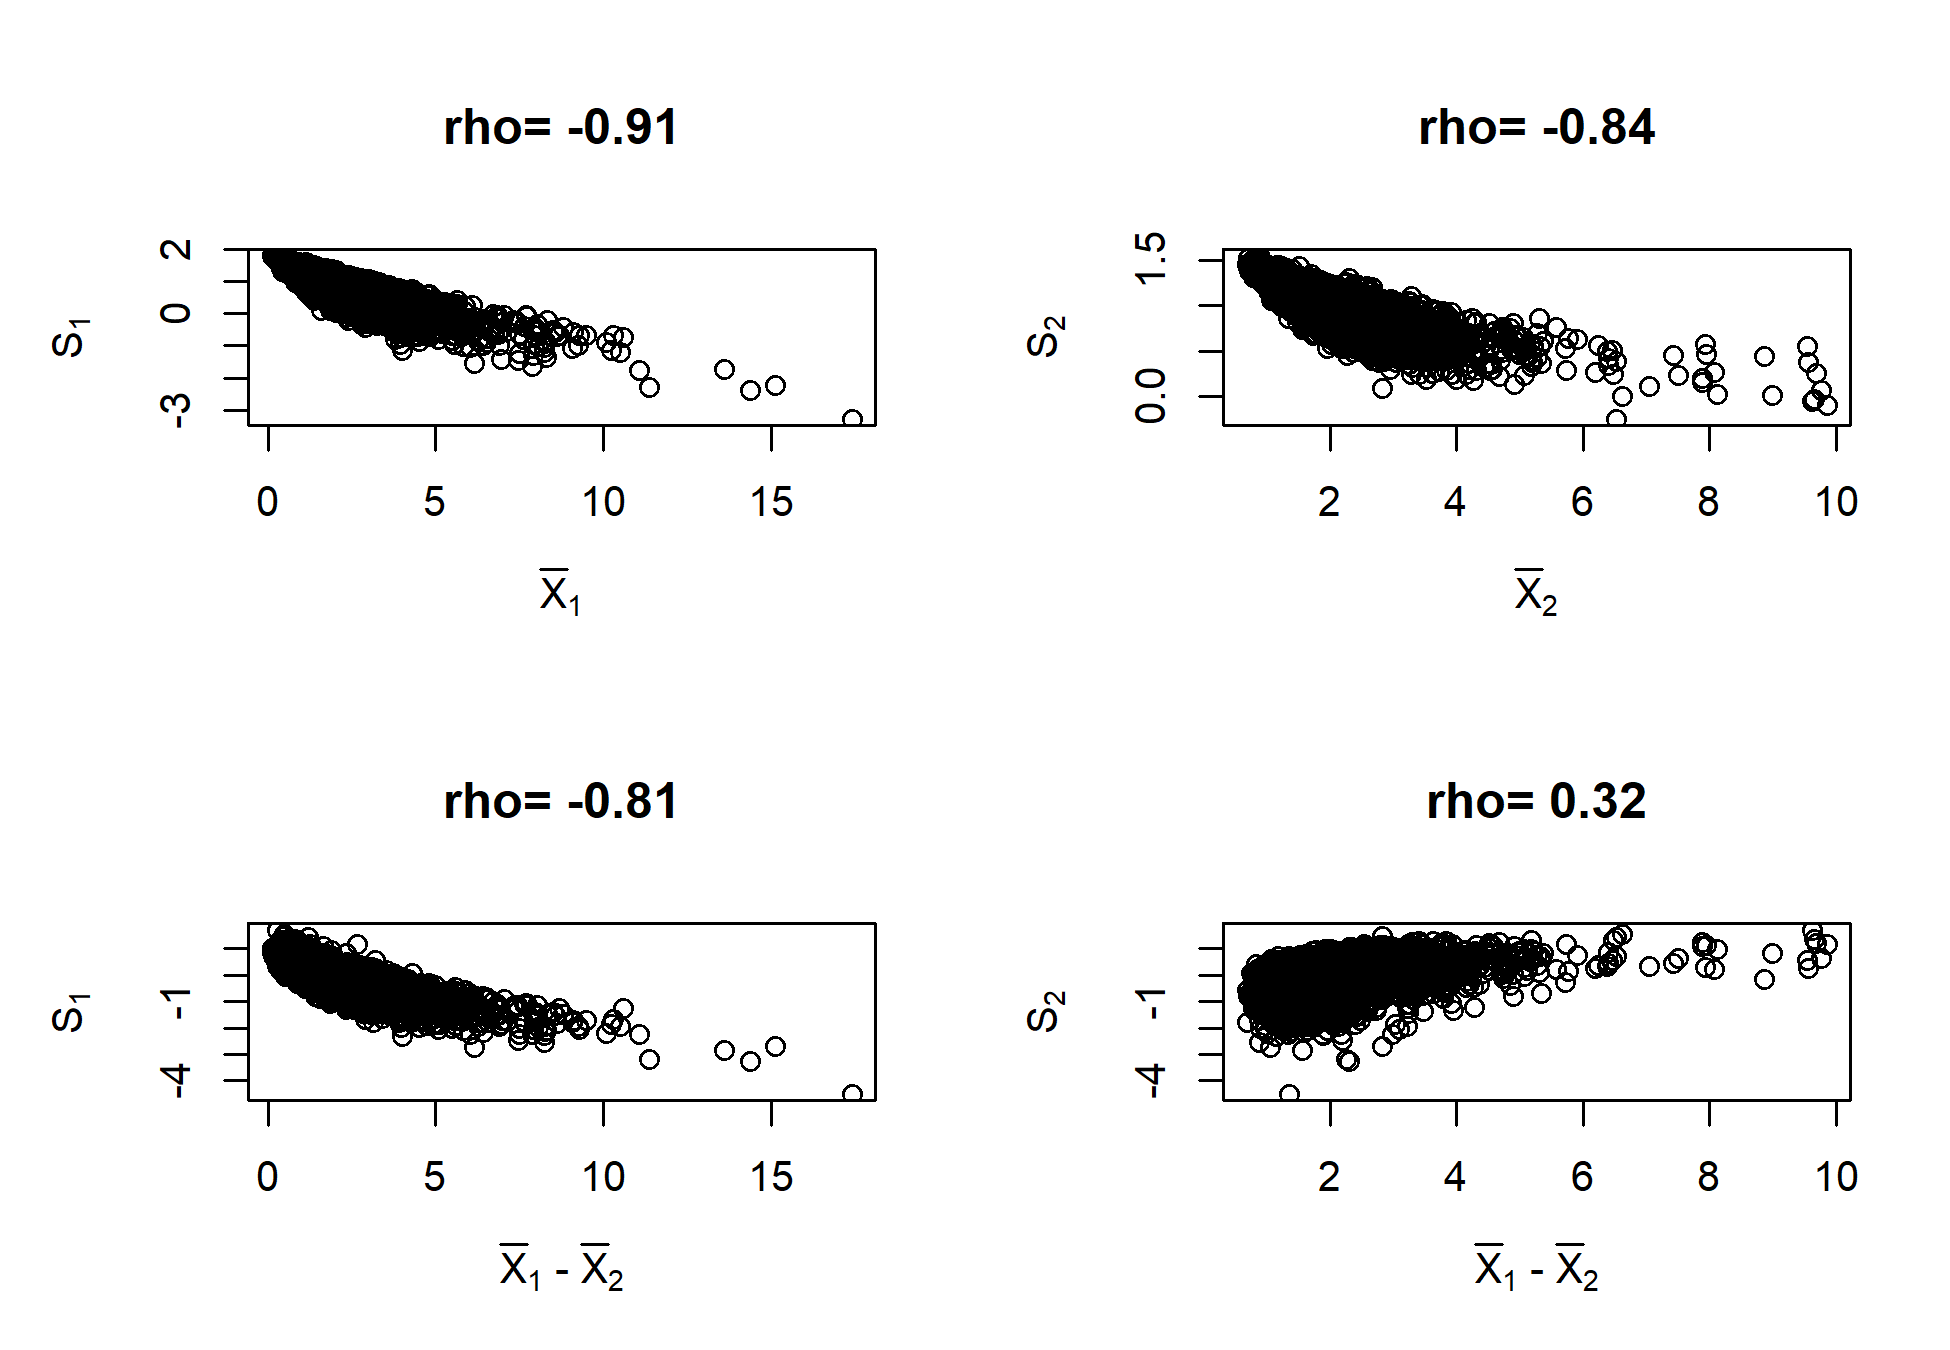 rho= -0.91
S1
2
0
-3
0 5 10 15
X̅1
rho= -0.84
S2
1.5
0.0
2 4 6 8 10
X̅2
rho= -0.81
S1
-1
-4
0 5 10 15
X̅1 - X̅2
rho= 0.32
S2
-1
-4
2 4 6 8 10
X̅1 - X̅2